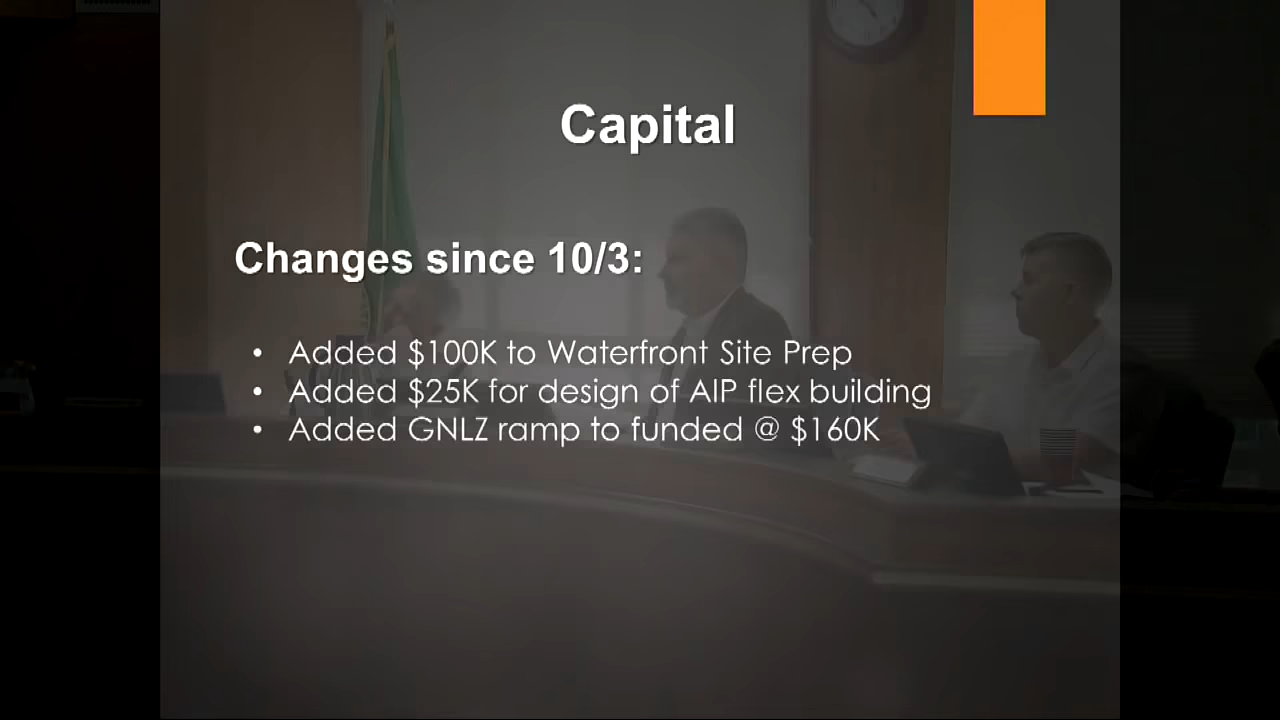 Capital
Changes since 10/3:
• Added $100K to Waterfront Site Prep
• Added $25K for design of AIP flex building
• Added GNLZ ramp to funded @ $160K